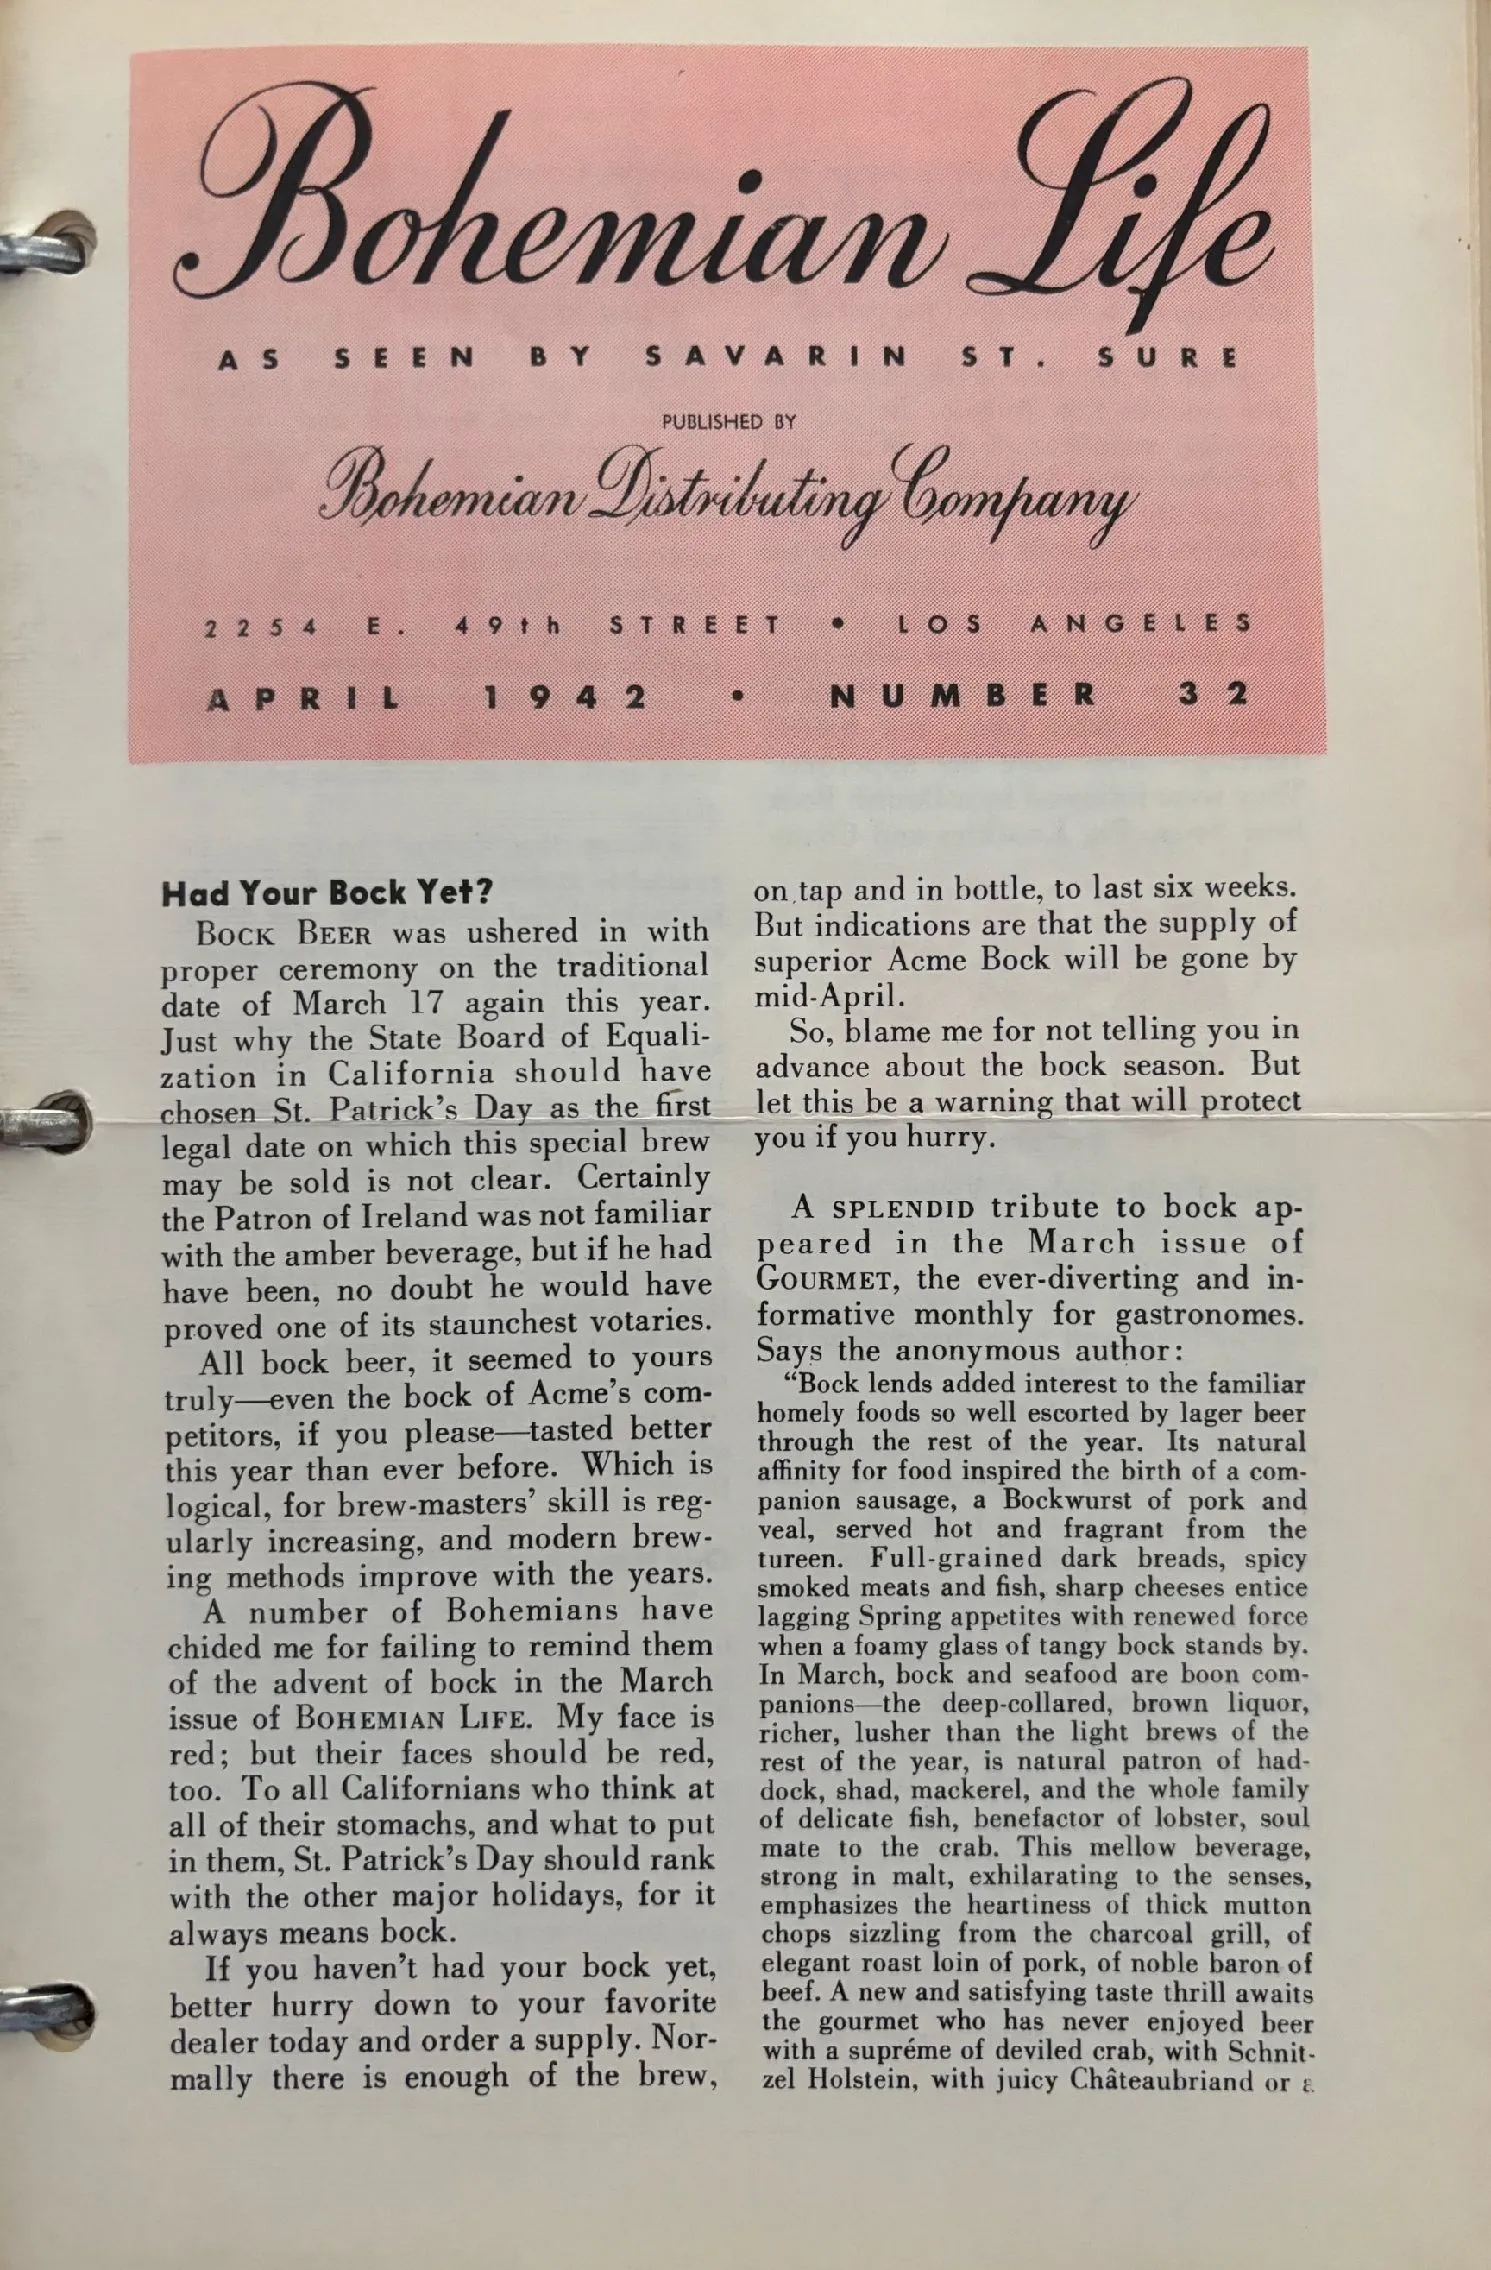 Bohemian Life
AS SEEN BY SAVARIN ST. SURE
PUBLISHED BY
Bohemian Distributing Company
2254 E. 49th STREET • LOS ANGELES
APRIL 1942 • NUMBER 32
Had Your Bock Yet?
BOCK BEER was ushered in with
proper ceremony on the traditional
date of March 17 again this year.
Just why the State Board of Equali-
zation in California should have
chosen St. Patrick's Day as the first
legal date on which this special brew
may be sold is not clear. Certainly
the Patron of Ireland was not familiar
with the amber beverage, but if he had
have been, no doubt he would have
proved one of its staunchest votaries.
All bock beer, it seemed to yours
truly—even the bock of Acme's com-
petitors, if you please—tasted better
this year than ever before. Which is
logical, for brew-masters' skill is reg-
ularly increasing, and modern brew-
ing methods improve with the years.
A number of Bohemians have
chided me for failing to remind them
of the advent of bock in the March
issue of BOHEMIAN LIFE. My face is
red; but their faces should be red,
too. To all Californians who think at
all of their stomachs, and what to put
in them, St. Patrick's Day should rank
with the other major holidays, for it
always means bock.
If you haven't had your bock yet,
better hurry down to your favorite
dealer today and order a supply. Nor-
mally there is enough of the brew,
on tap and in bottle, to last six weeks.
But indications are that the supply of
superior Acme Bock will be gone by
mid-April.
So, blame me for not telling you in
advance about the bock season. But
let this be a warning that will protect
you if you hurry.
A SPLENDID tribute to bock ap-
peared in the March issue of
GOURMET, the ever-diverting and in-
formative monthly for gastronomes.
Says the anonymous author:
"Bock lends added interest to the familiar
homely foods so well escorted by lager beer
through the rest of the year. Its natural
affinity for food inspired the birth of a com-
panion sausage, a Bockwurst of pork and
veal, served hot and fragrant from the
tureen. Full-grained dark breads, spicy
smoked meats and fish, sharp cheeses entice
lagging Spring appetites with renewed force
when a foamy glass of tangy bock stands by.
In March, bock and seafood are boon com-
panions—the deep-collared, brown liquor,
richer, lusher than the light brews of the
rest of the year, is natural patron of had-
dock, shad, mackerel, and the whole family
of delicate fish, benefactor of lobster, soul
mate to the crab. This mellow beverage,
strong in malt, exhilarating to the senses,
emphasizes the heartiness of thick mutton
chops sizzling from the charcoal grill, of
elegant roast loin of pork, of noble baron of
beef. A new and satisfying taste thrill awaits
the gourmet who has never enjoyed beer
with a supréme of deviled crab, with Schnit-
zel Holstein, with juicy Châteaubriand or a